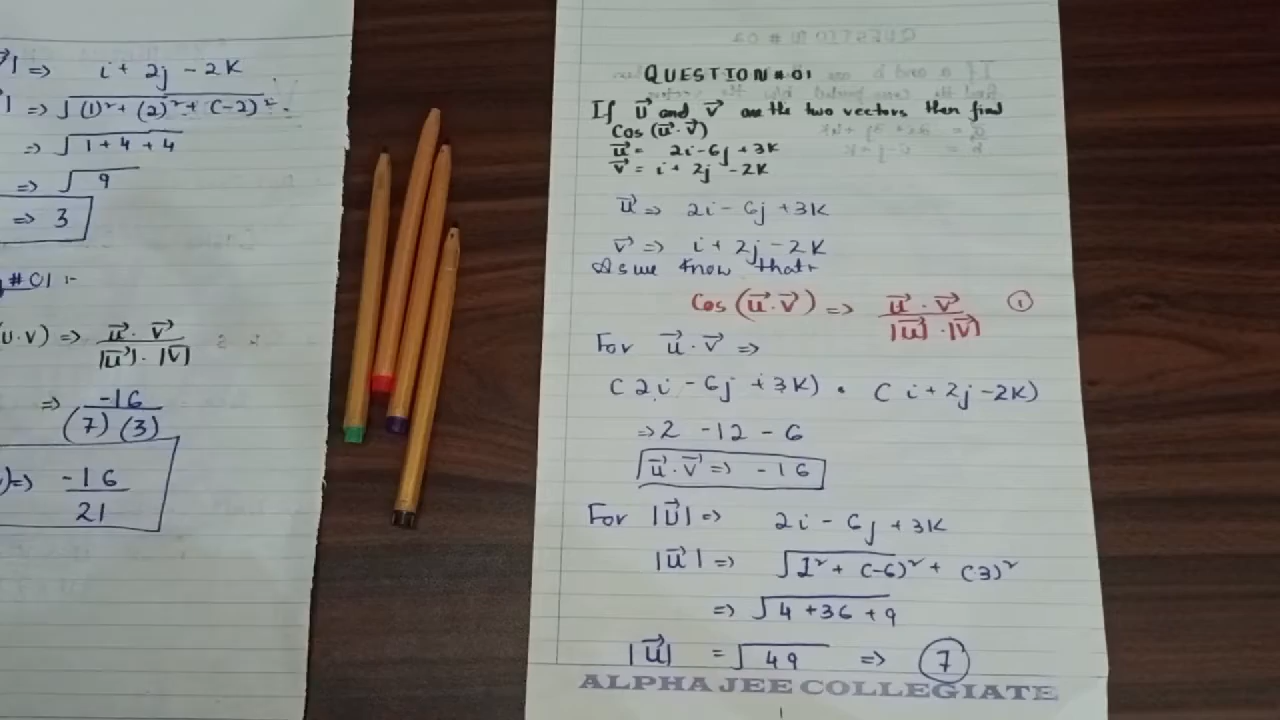 i + 2j - 2K
=> √(1)² + (2)² + (-2)²
=> √1 + 4 + 4
=> √9
=> 3
#01 :-
u.v) => u⃗ . v⃗ / |u⃗| . |v⃗|
=> -16 / (7) (3)
)=> -16 / 21
QUESTION # 01
If u⃗ and v⃗ are the two vectors then find
Cos (u⃗.v⃗)
u⃗ = 2i - 6j + 3K
v⃗ = i + 2j - 2K
u⃗ => 2i - 6j + 3K
v⃗ => i + 2j - 2K
As we know that
Cos (u⃗.v⃗) => u⃗ . v⃗ / |u⃗| . |v⃗| ①
For u⃗ . v⃗ =>
(2i - 6j + 3K) . (i + 2j - 2K)
=> 2 - 12 - 6
u⃗ . v⃗ => -16
For |u⃗| => 2i - 6j + 3K
|u⃗| => √2² + (-6)² + (3)²
=> √4 + 36 + 9
|u⃗| = √49 => 7
ALPHA JEE COLLEGIATE